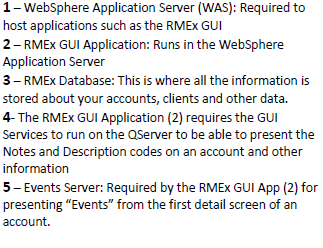 1 – WebSphere Application Server (WAS): Required to
host applications such as the RMEx GUI
2 – RMEx GUI Application: Runs in the WebSphere
Application Server
3 – RMEx Database: This is where all the information is
stored about your accounts, clients and other data.
4- The RMEx GUI Application (2) requires the GUI
Services to run on the QServer to be able to present the
Notes and Description codes on an account and other
information
5 – Events Server: Required by the RMEx GUI App (2) for
presenting “Events” from the first detail screen of an
account.